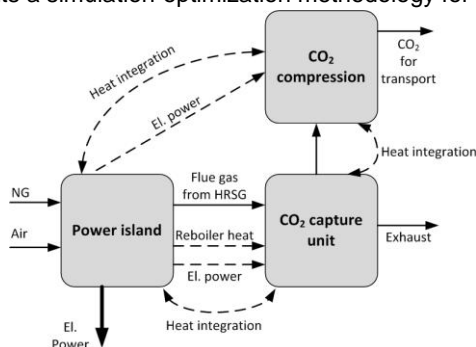 ts a simulation-optimization methodology for
CO₂
compression
CO₂
for
transport
Heat integration
El. power
Heat integration
NG
Air
Power island
Flue gas
from HRSG
Reboiler heat
El. power
CO₂ capture
unit
Exhaust
Heat integration
El.
Power